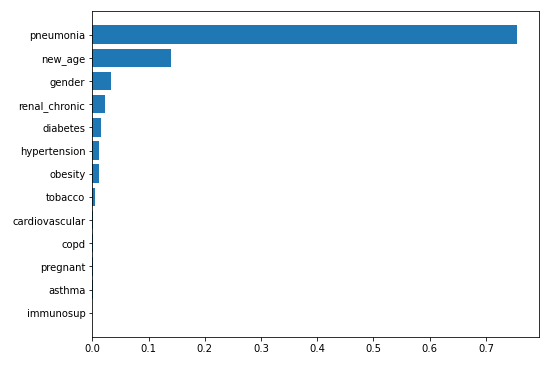 pneumonia
new_age
gender
renal_chronic
diabetes
hypertension
obesity
tobacco
cardiovascular
copd
pregnant
asthma
immunosup
0.0 0.1 0.2 0.3 0.4 0.5 0.6 0.7